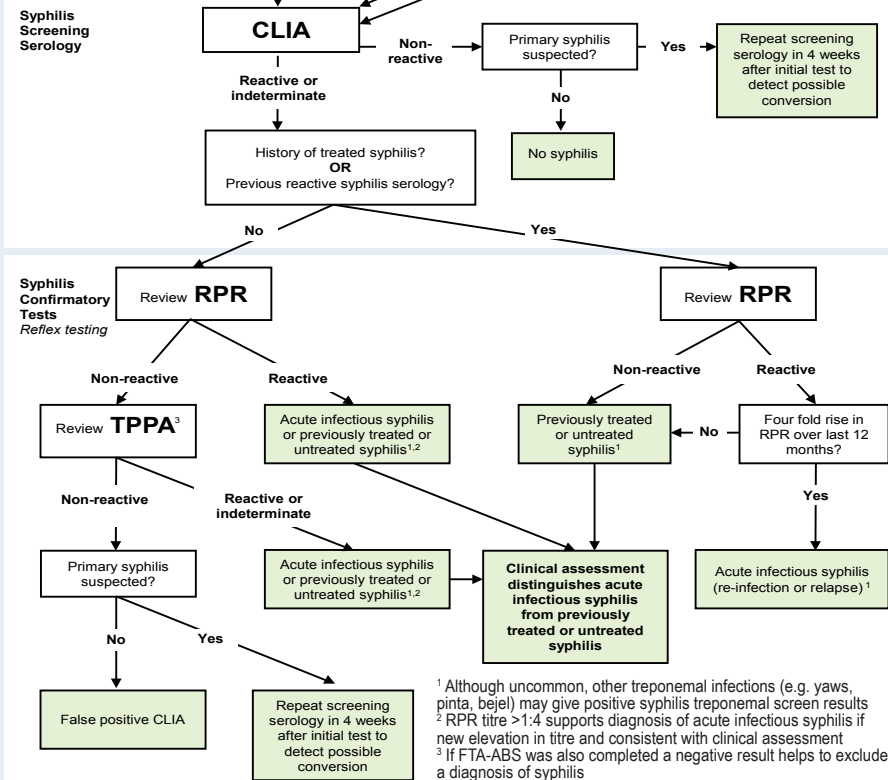 Syphilis
Screening
Serology
CLIA
Non-
reactive
Primary syphilis
suspected?
Yes
Repeat screening
serology in 4 weeks
after initial test to
detect possible
conversion
Reactive or
indeterminate
No
No syphilis
History of treated syphilis?
OR
Previous reactive syphilis serology?
No
Yes
Syphilis
Confirmatory
Tests
Reflex testing
Review RPR
Review RPR
Non-reactive
Reactive
Non-reactive
Reactive
Review TPPA³
Acute infectious syphilis
or previously treated or
untreated syphilis¹,²
Previously treated
or untreated
syphilis¹
No
Four fold rise in
RPR over last 12
months?
Non-reactive
Reactive or
indeterminate
Yes
Primary syphilis
suspected?
Acute infectious syphilis
or previously treated or
untreated syphilis¹,²
Clinical assessment
distinguishes acute
infectious syphilis
from previously
treated or untreated
syphilis
Acute infectious syphilis
(re-infection or relapse) ¹
No
Yes
False positive CLIA
Repeat screening
serology in 4 weeks
after initial test to
detect possible
conversion
¹ Although uncommon, other treponemal infections (e.g. yaws,
pinta, bejel) may give positive syphilis treponemal screen results
² RPR titre >1:4 supports diagnosis of acute infectious syphilis if
new elevation in titre and consistent with clinical assessment
³ If FTA-ABS was also completed a negative result helps to exclude
a diagnosis of syphilis